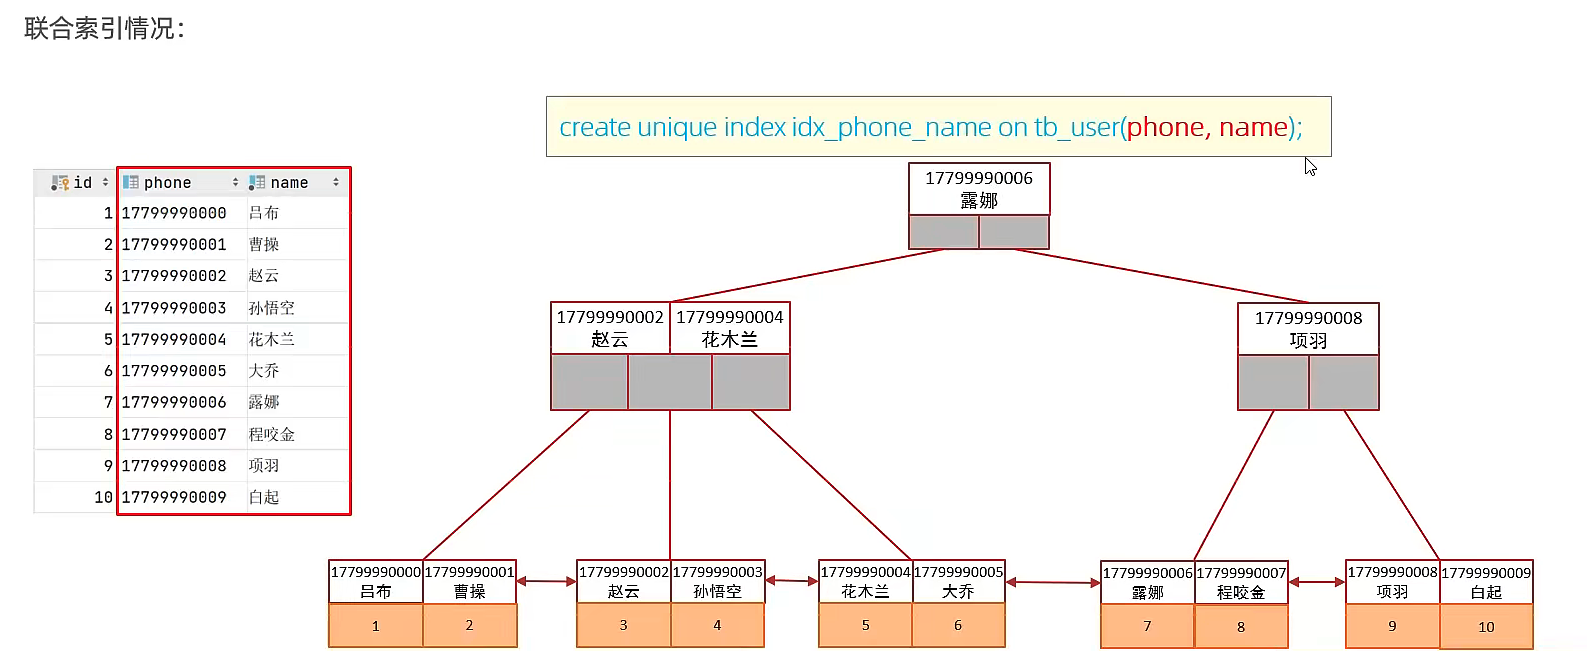 联合索引情况：
create unique index idx_phone_name on tb_user(phone, name);
id phone name
1 17799990000 吕布
2 17799990001 曹操
3 17799990002 赵云
4 17799990003 孙悟空
5 17799990004 花木兰
6 17799990005 大乔
7 17799990006 露娜
8 17799990007 程咬金
9 17799990008 项羽
10 17799990009 白起
17799990006
露娜
17799990002 17799990004
赵云 花木兰
17799990008
项羽
17799990000 17799990001
吕布 曹操
1 2
17799990002 17799990003
赵云 孙悟空
3 4
17799990004 17799990005
花木兰 大乔
5 6
17799990006 17799990007
露娜 程咬金
7 8
17799990008 17799990009
项羽 白起
9 10